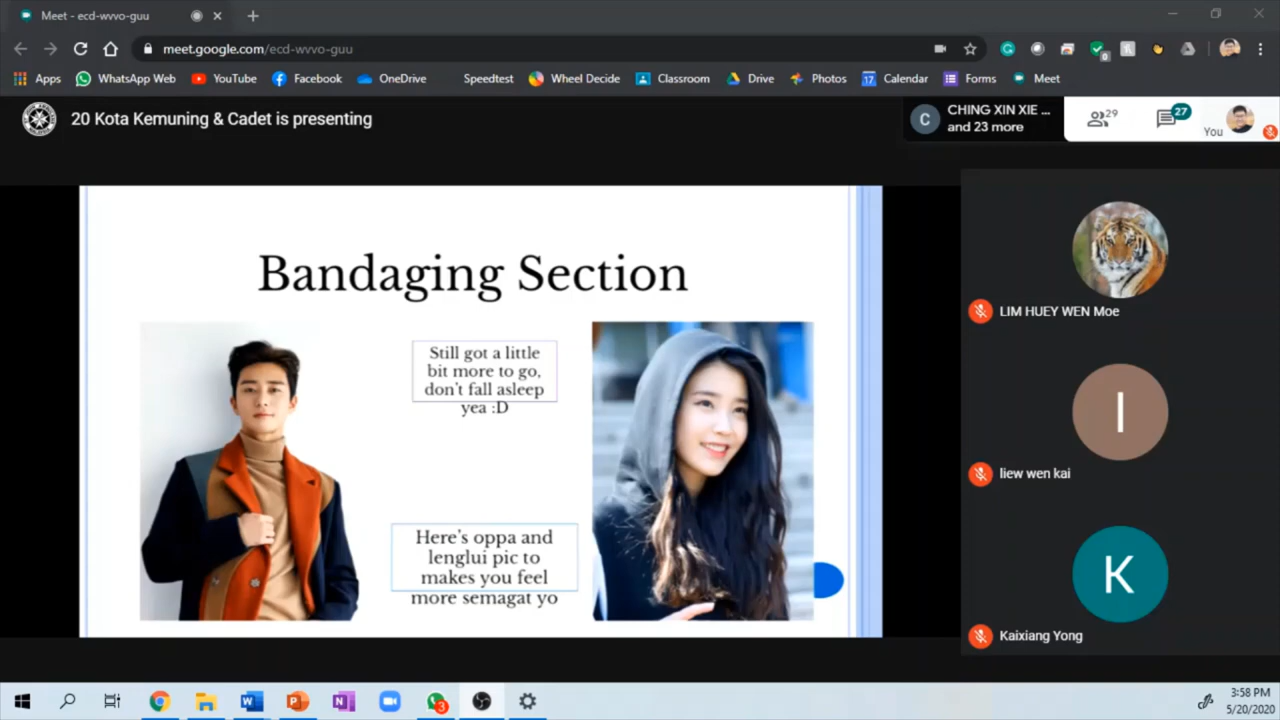 Meet - ecd-wvvo-guu
meet.google.com/ecd-wvvo-guu
0
Apps WhatsApp Web YouTube Facebook OneDrive Speedtest Wheel Decide Classroom Drive Photos 17 Calendar Forms Meet
20 Kota Kemuning & Cadet is presenting
C
CHING XIN XIE ...
and 23 more
29
27
You
Bandaging Section
Still got a little
bit more to go,
don't fall asleep
yea :D
Here's oppa and
lenglui pic to
makes you feel
more semagat yo
LIM HUEY WEN Moe
I
liew wen kai
K
Kaixiang Yong
3
3:58 PM
5/20/2020